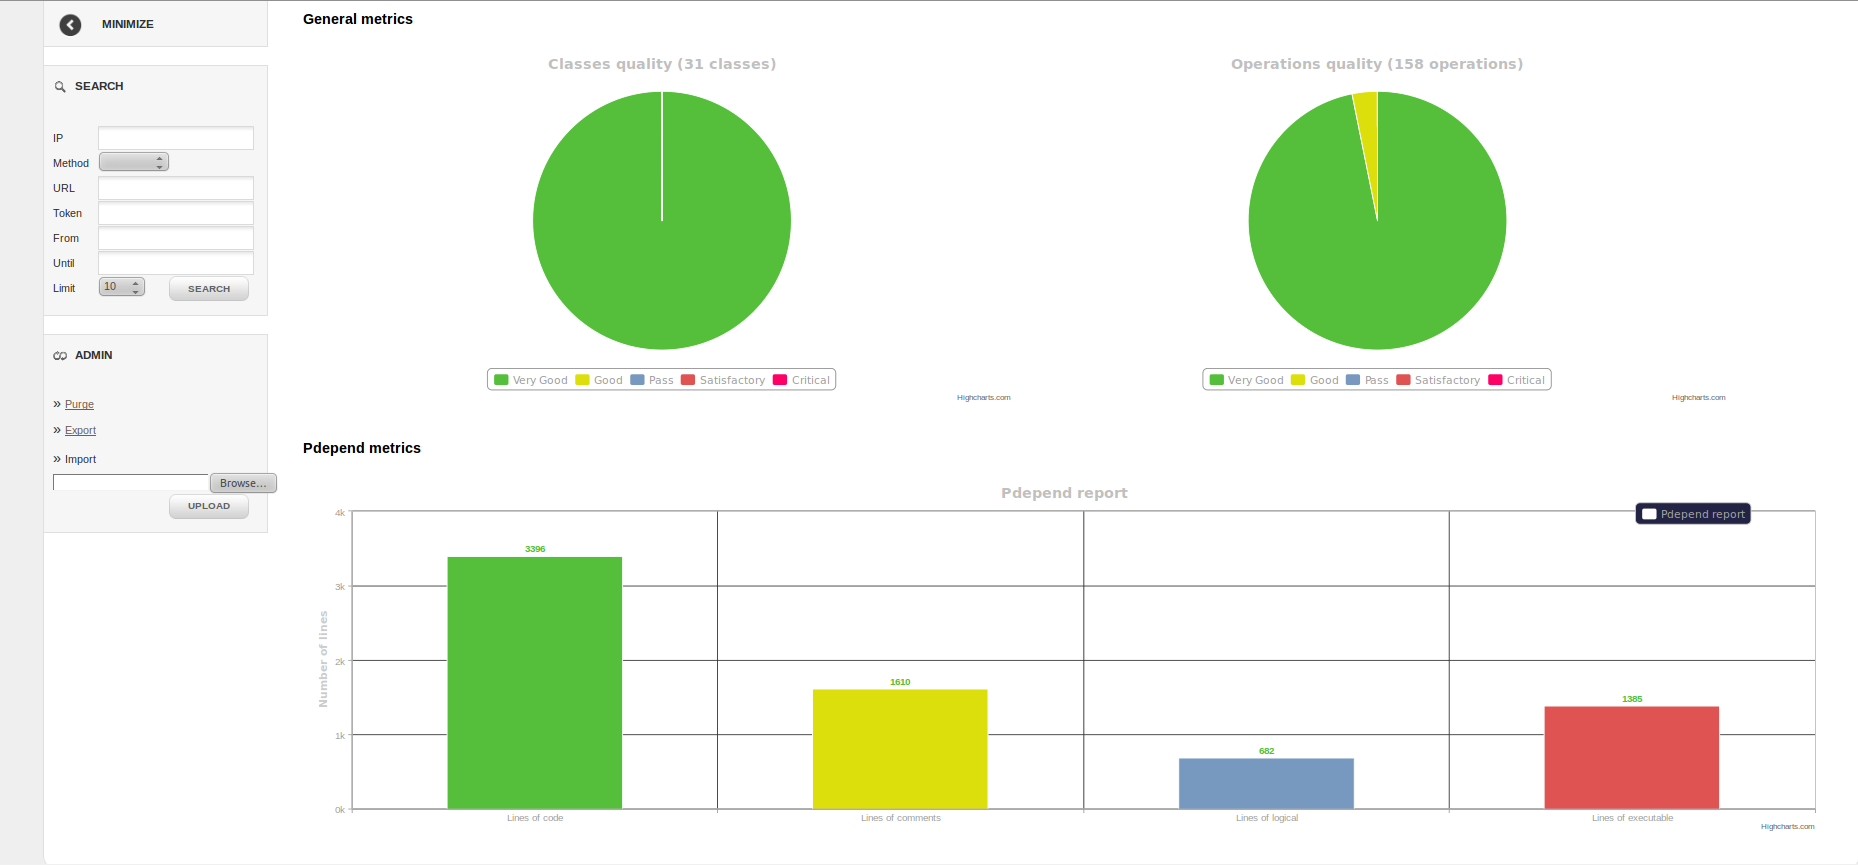 MINIMIZE
SEARCH
IP
Method
URL
Token
From
Until
Limit 10 SEARCH
ADMIN
» Purge
» Export
» Import
Browse...
UPLOAD
General metrics
Classes quality (31 classes)
Very Good Good Pass Satisfactory Critical
Highcharts.com
Operations quality (158 operations)
Very Good Good Pass Satisfactory Critical
Highcharts.com
Pdepend metrics
Pdepend report
Pdepend report
Number of lines
4k
3k
2k
1k
0k
3396
1610
682
1385
Lines of code Lines of comments Lines of logical Lines of executable
Highcharts.com